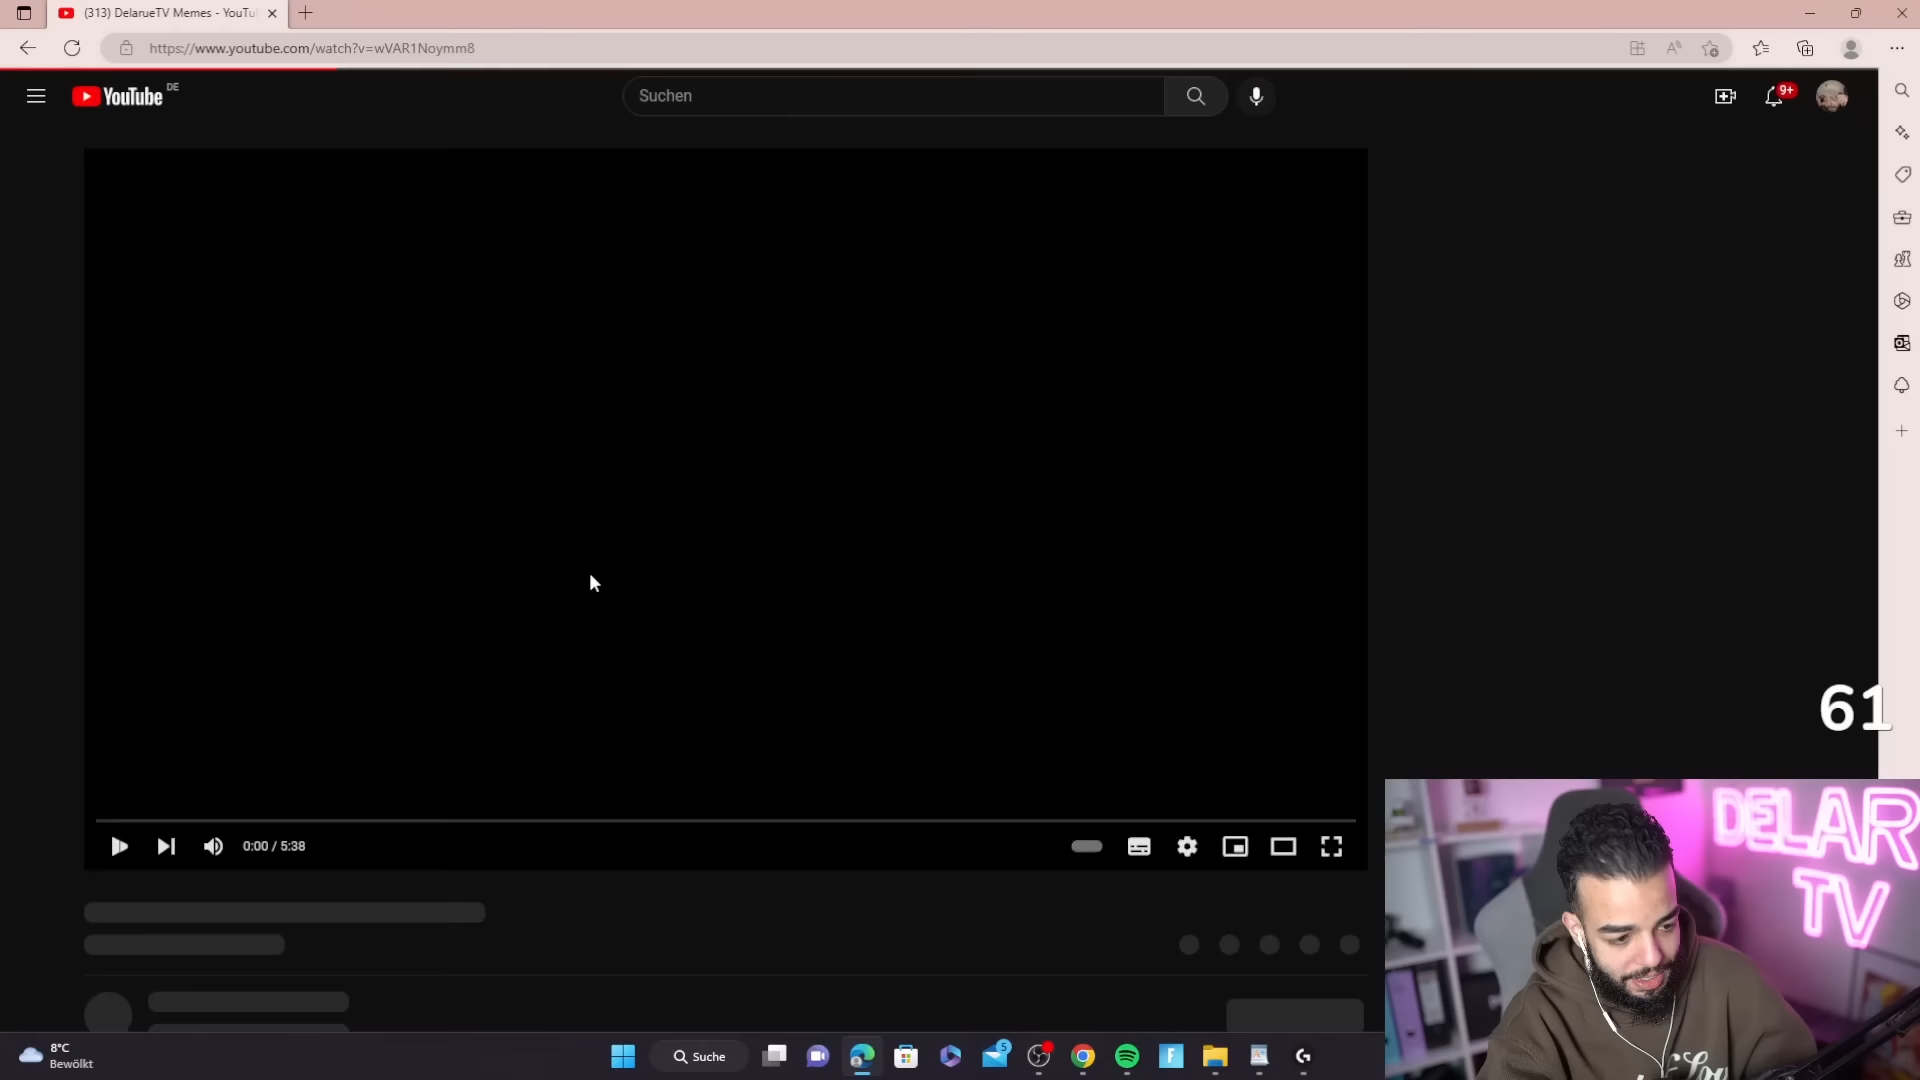 (313) DelarueTV Memes - YouTu
https://www.youtube.com/watch?v=wVAR1Noymm8
YouTube DE
Suchen
9+
0:00 / 5:38
61
DELAR
TV
8°C
Bewölkt
Suche
5